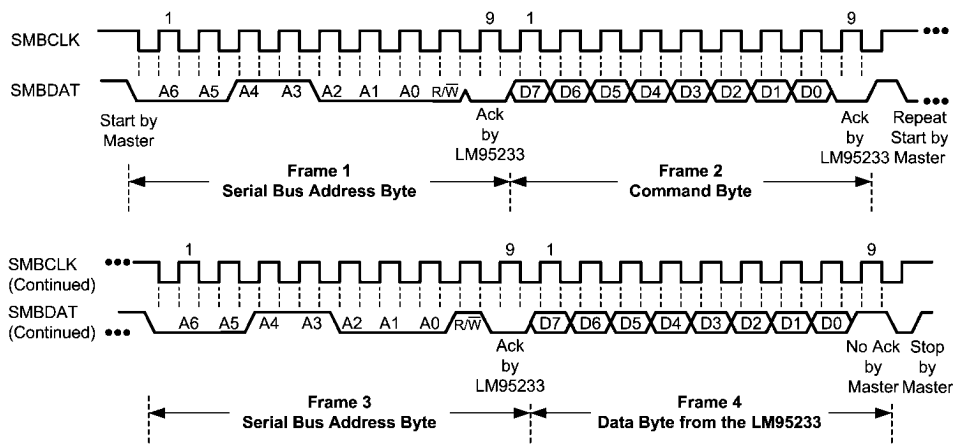 1 9 1 9
SMBCLK
SMBDAT
A6 A5 A4 A3 A2 A1 A0 R/W̅ D7 D6 D5 D4 D3 D2 D1 D0
Start by
Master
Ack
by
LM95233
Ack
by
LM95233
Repeat
Start by
Master
Frame 1
Serial Bus Address Byte
Frame 2
Command Byte
1 9 1 9
SMBCLK
(Continued)
SMBDAT
(Continued)
A6 A5 A4 A3 A2 A1 A0 R/W̅ D7 D6 D5 D4 D3 D2 D1 D0
Ack
by
LM95233
No Ack
by
Master
Stop
by
Master
Frame 3
Serial Bus Address Byte
Frame 4
Data Byte from the LM95233